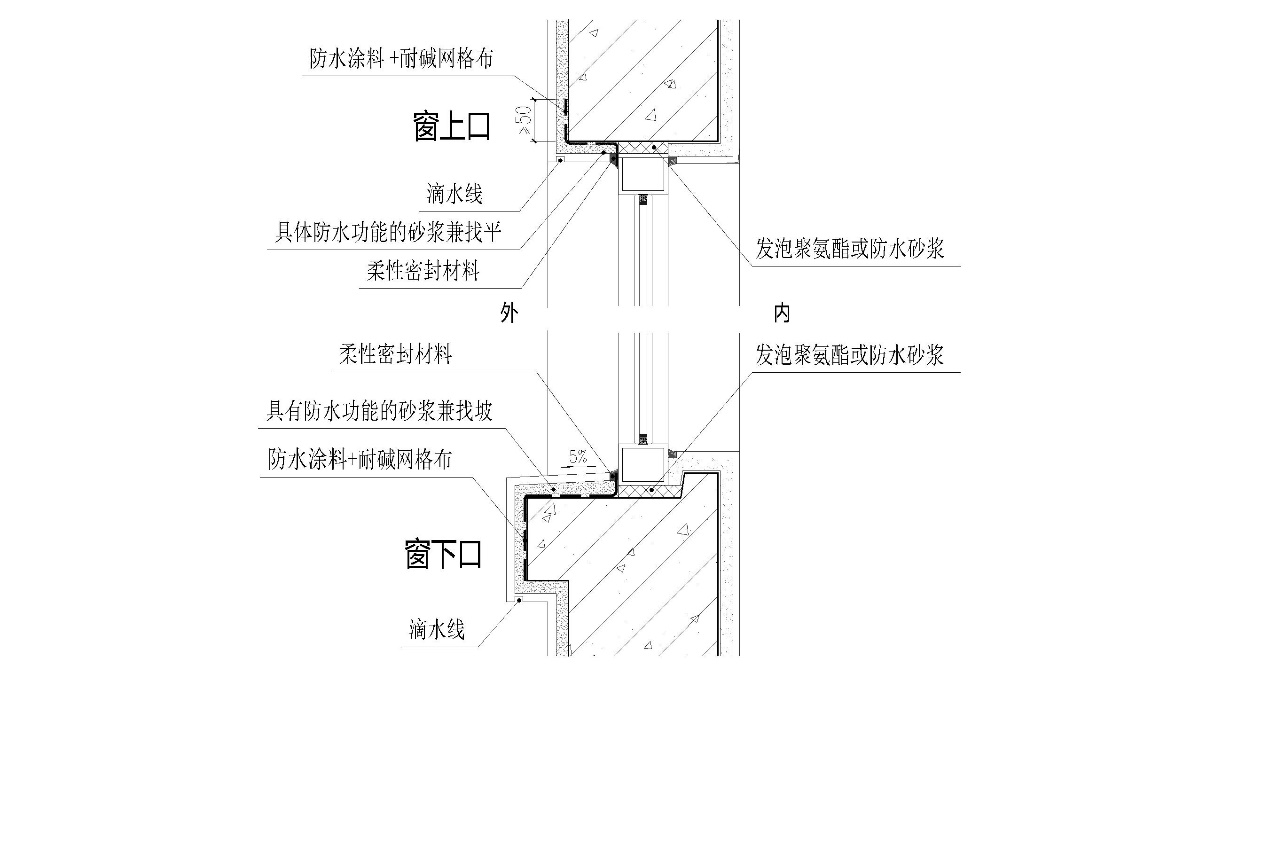 防水涂料 +耐碱网格布
窗上口
≥50
滴水线
具体防水功能的砂浆兼找平
柔性密封材料
发泡聚氨酯或防水砂浆
外
内
柔性密封材料
发泡聚氨酯或防水砂浆
具有防水功能的砂浆兼找坡
防水涂料+耐碱网格布
5%
窗下口
滴水线